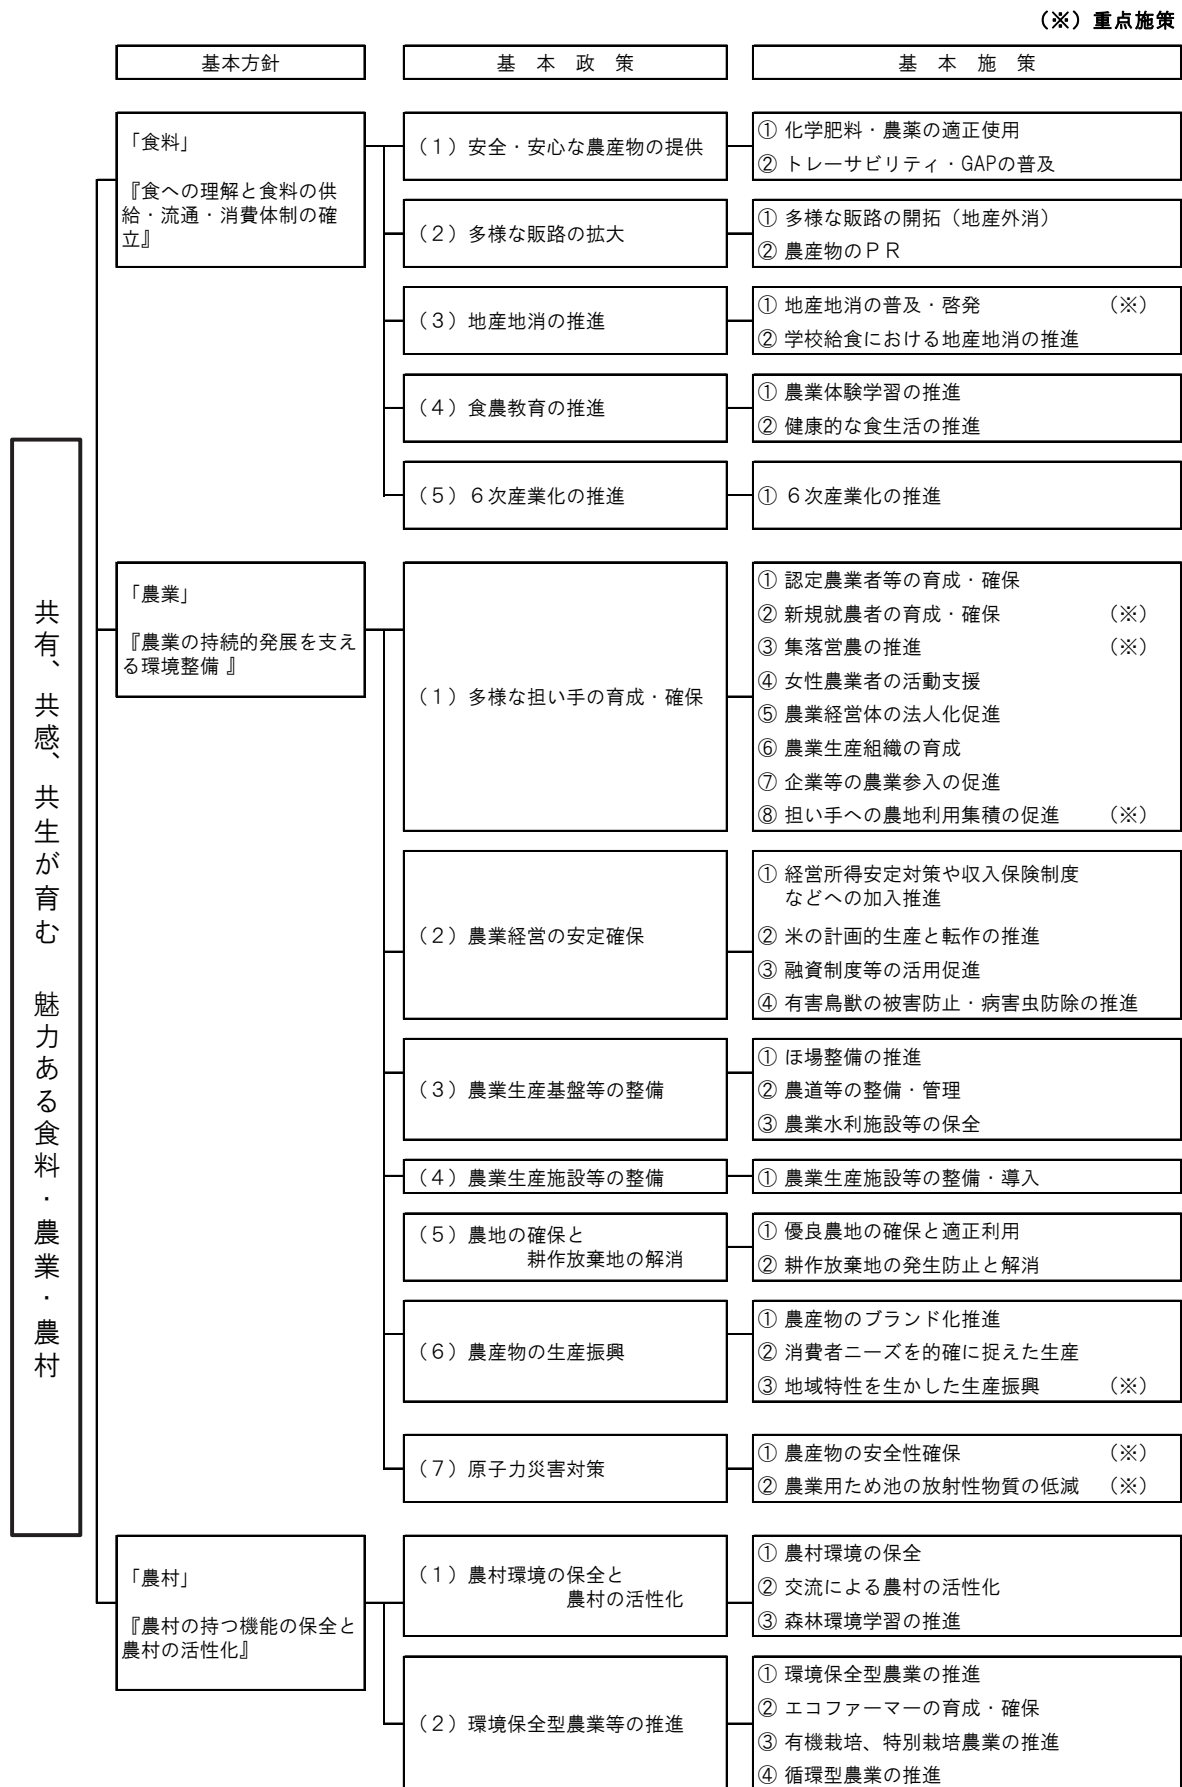 （※）重点施策
基本方針
基 本 政 策
基 本 施 策
共有、共感、共生が育む　魅力ある食料・農業・農村
「食料」
『食への理解と食料の供
給・流通・消費体制の確
立』
（１）安全・安心な農産物の提供
① 化学肥料・農薬の適正使用
② トレーサビリティ・GAPの普及
（２）多様な販路の拡大
① 多様な販路の開拓（地産外消）
② 農産物のＰＲ
（３）地産地消の推進
① 地産地消の普及・啓発　（※）
② 学校給食における地産地消の推進
（４）食農教育の推進
① 農業体験学習の推進
② 健康的な食生活の推進
（５）６次産業化の推進
① ６次産業化の推進
「農業」
『農業の持続的発展を支え
る環境整備 』
（１）多様な担い手の育成・確保
① 認定農業者等の育成・確保
② 新規就農者の育成・確保　（※）
③ 集落営農の推進　（※）
④ 女性農業者の活動支援
⑤ 農業経営体の法人化促進
⑥ 農業生産組織の育成
⑦ 企業等の農業参入の促進
⑧ 担い手への農地利用集積の促進　（※）
（２）農業経営の安定確保
① 経営所得安定対策や収入保険制度
などへの加入推進
② 米の計画的生産と転作の推進
③ 融資制度等の活用促進
④ 有害鳥獣の被害防止・病害虫防除の推進
（３）農業生産基盤等の整備
① ほ場整備の推進
② 農道等の整備・管理
③ 農業水利施設等の保全
（４）農業生産施設等の整備
① 農業生産施設等の整備・導入
（５）農地の確保と
耕作放棄地の解消
① 優良農地の確保と適正利用
② 耕作放棄地の発生防止と解消
（６）農産物の生産振興
① 農産物のブランド化推進
② 消費者ニーズを的確に捉えた生産
③ 地域特性を生かした生産振興　（※）
（７）原子力災害対策
① 農産物の安全性確保　（※）
② 農業用ため池の放射性物質の低減　（※）
「農村」
『農村の持つ機能の保全と
農村の活性化』
（１）農村環境の保全と
農村の活性化
① 農村環境の保全
② 交流による農村の活性化
③ 森林環境学習の推進
（２）環境保全型農業等の推進
① 環境保全型農業の推進
② エコファーマーの育成・確保
③ 有機栽培、特別栽培農業の推進
④ 循環型農業の推進